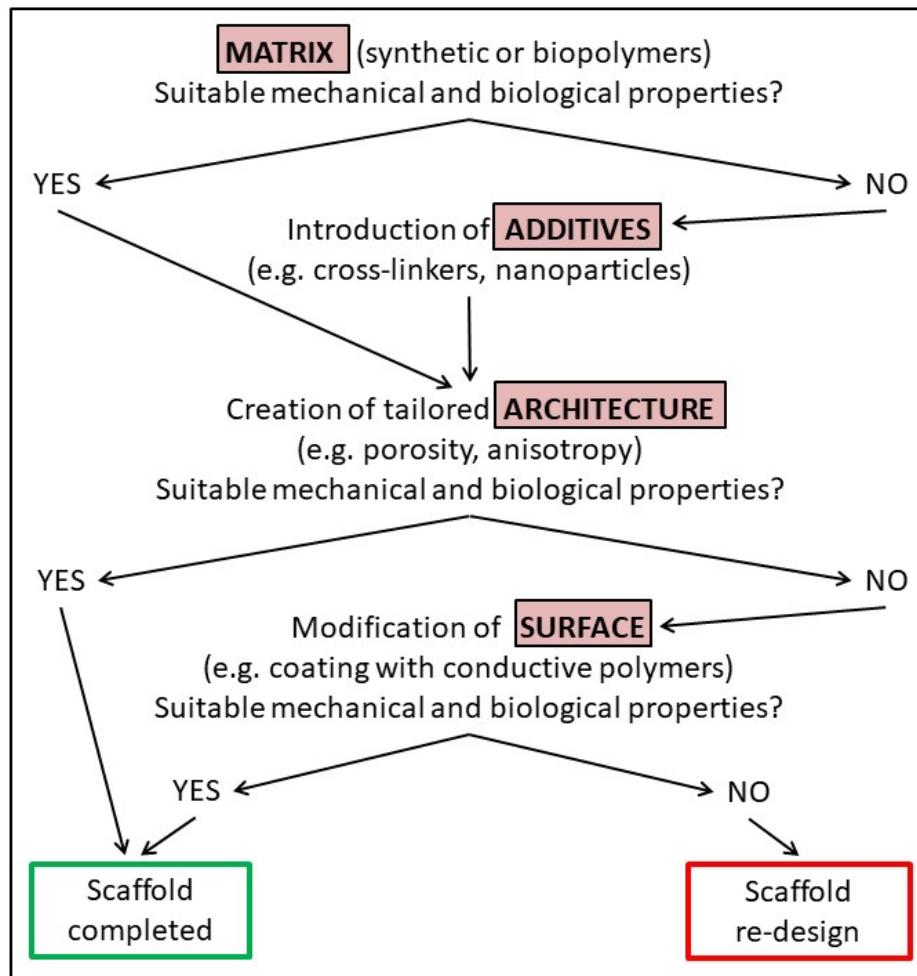 MATRIX (synthetic or biopolymers)
Suitable mechanical and biological properties?
YES
NO
Introduction of ADDITIVES
(e.g. cross-linkers, nanoparticles)
Creation of tailored ARCHITECTURE
(e.g. porosity, anisotropy)
Suitable mechanical and biological properties?
YES
NO
Modification of SURFACE
(e.g. coating with conductive polymers)
Suitable mechanical and biological properties?
YES
NO
Scaffold
completed
Scaffold
re-design